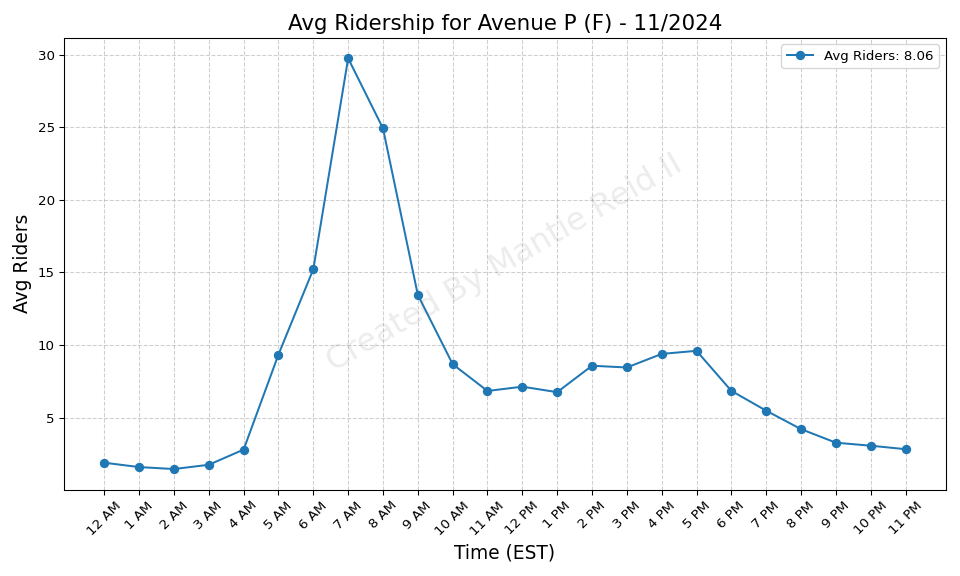 Avg Ridership for Avenue P (F) - 11/2024
Avg Riders: 8.06
30
25
20
15
10
5
Avg Riders
Created By Mantie Reid II
12 AM
1 AM
2 AM
3 AM
4 AM
5 AM
6 AM
7 AM
8 AM
9 AM
10 AM
11 AM
12 PM
1 PM
2 PM
3 PM
4 PM
5 PM
6 PM
7 PM
8 PM
9 PM
10 PM
11 PM
Time (EST)